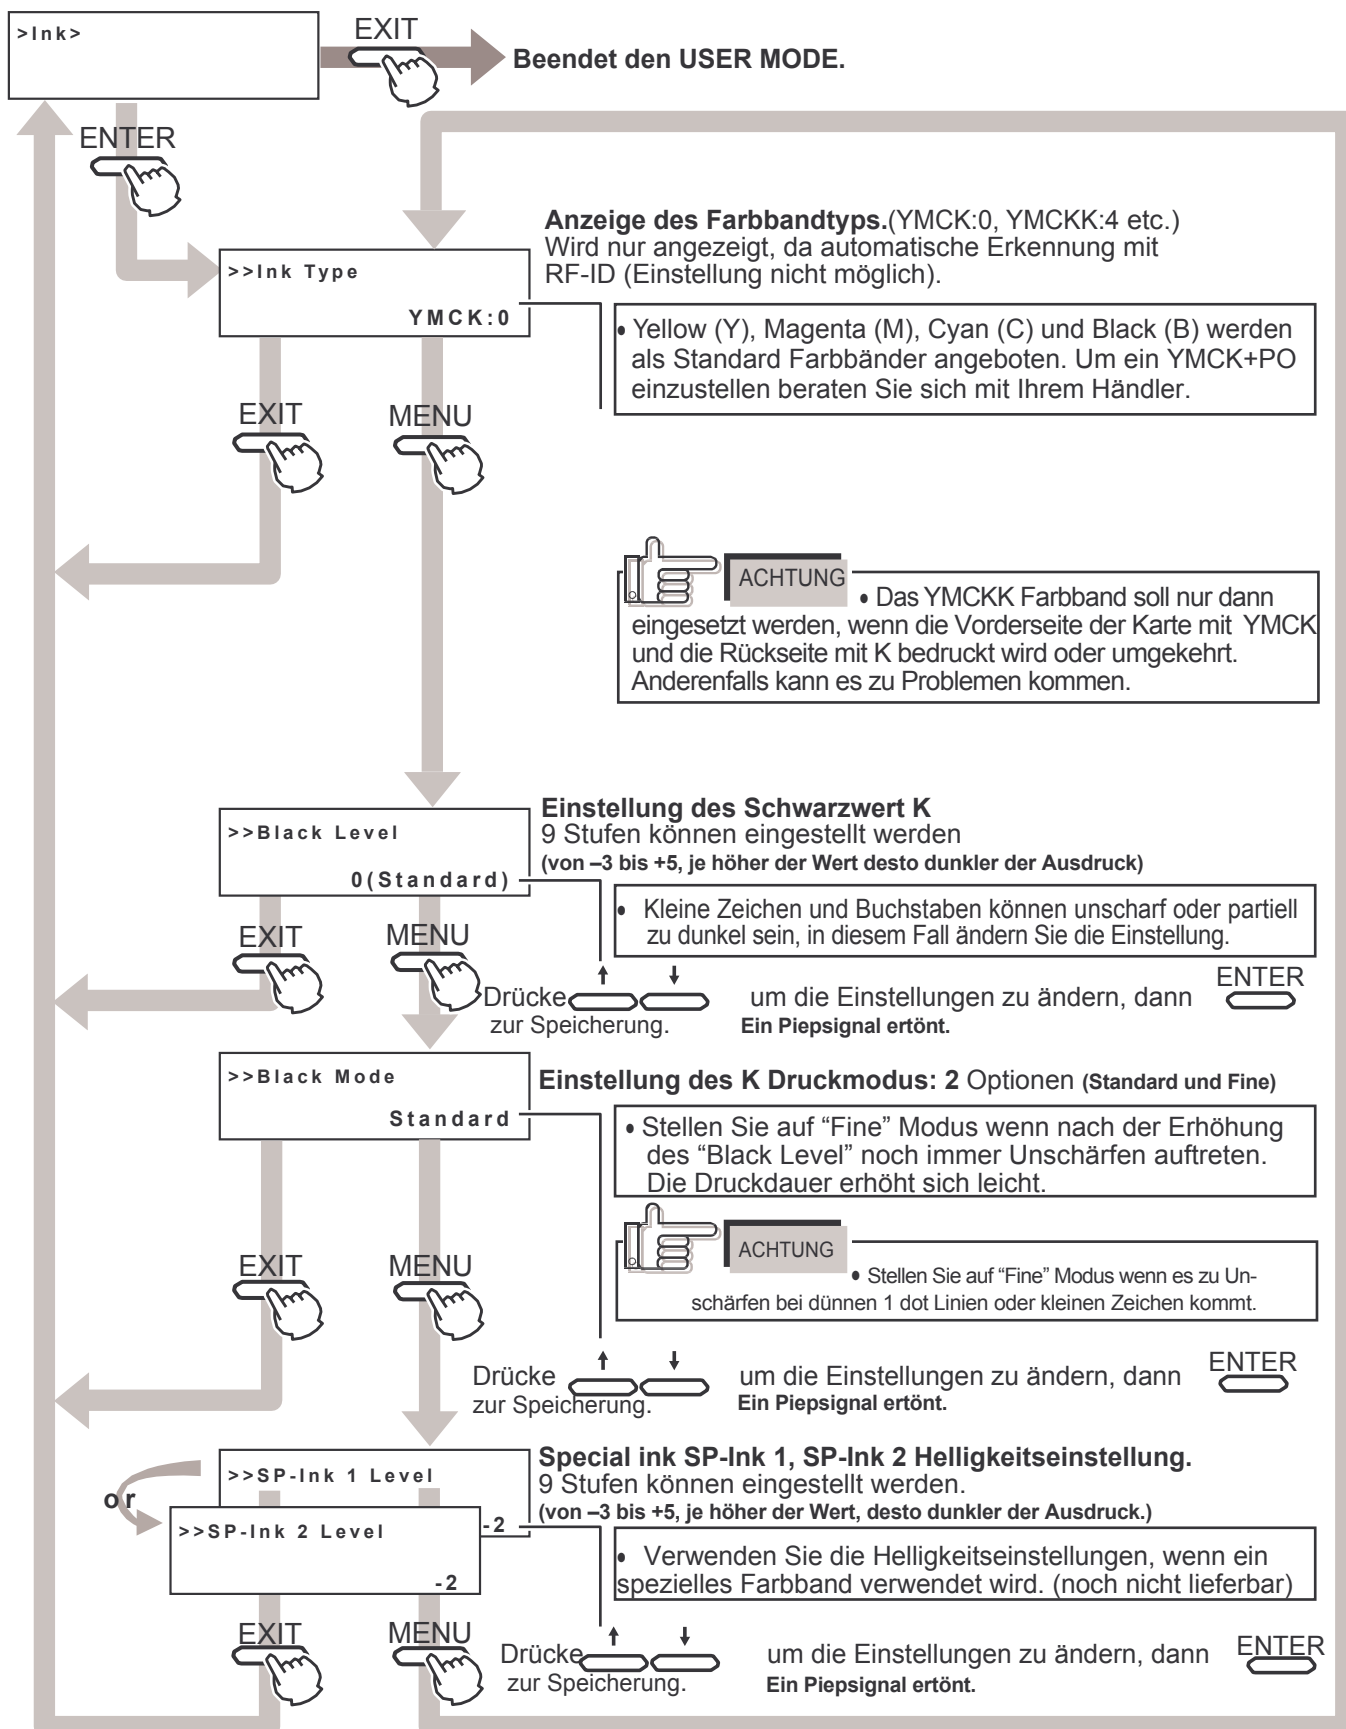 >Ink>
EXIT
Beendet den USER MODE.
ENTER
Anzeige des Farbbandtyps.(YMCK:0, YMCKK:4 etc.)
Wird nur angezeigt, da automatische Erkennung mit
RF-ID (Einstellung nicht möglich).
>>Ink Type
YMCK:0
• Yellow (Y), Magenta (M), Cyan (C) und Black (B) werden
als Standard Farbbänder angeboten. Um ein YMCK+PO
einzustellen beraten Sie sich mit Ihrem Händler.
EXIT
MENU
ACHTUNG
• Das YMCKK Farbband soll nur dann
eingesetzt werden, wenn die Vorderseite der Karte mit YMCK
und die Rückseite mit K bedruckt wird oder umgekehrt.
Anderenfalls kann es zu Problemen kommen.
>>Black Level
0(Standard)
Einstellung des Schwarzwert K
9 Stufen können eingestellt werden
(von –3 bis +5, je höher der Wert desto dunkler der Ausdruck)
• Kleine Zeichen und Buchstaben können unscharf oder partiell
zu dunkel sein, in diesem Fall ändern Sie die Einstellung.
EXIT
MENU
↑ ↓
Drücke um die Einstellungen zu ändern, dann ENTER
zur Speicherung. Ein Piepsignal ertönt.
>>Black Mode
Standard
Einstellung des K Druckmodus: 2 Optionen (Standard und Fine)
• Stellen Sie auf “Fine” Modus wenn nach der Erhöhung
des “Black Level” noch immer Unschärfen auftreten.
Die Druckdauer erhöht sich leicht.
ACHTUNG
• Stellen Sie auf “Fine” Modus wenn es zu Un-
schärfen bei dünnen 1 dot Linien oder kleinen Zeichen kommt.
EXIT
MENU
↑ ↓
Drücke um die Einstellungen zu ändern, dann ENTER
zur Speicherung. Ein Piepsignal ertönt.
>>SP-Ink 1 Level
-2
or
>>SP-Ink 2 Level
-2
Special ink SP-Ink 1, SP-Ink 2 Helligkeitseinstellung.
9 Stufen können eingestellt werden.
(von –3 bis +5, je höher der Wert, desto dunkler der Ausdruck.)
• Verwenden Sie die Helligkeitseinstellungen, wenn ein
spezielles Farbband verwendet wird. (noch nicht lieferbar)
EXIT
MENU
↑ ↓
Drücke um die Einstellungen zu ändern, dann ENTER
zur Speicherung. Ein Piepsignal ertönt.